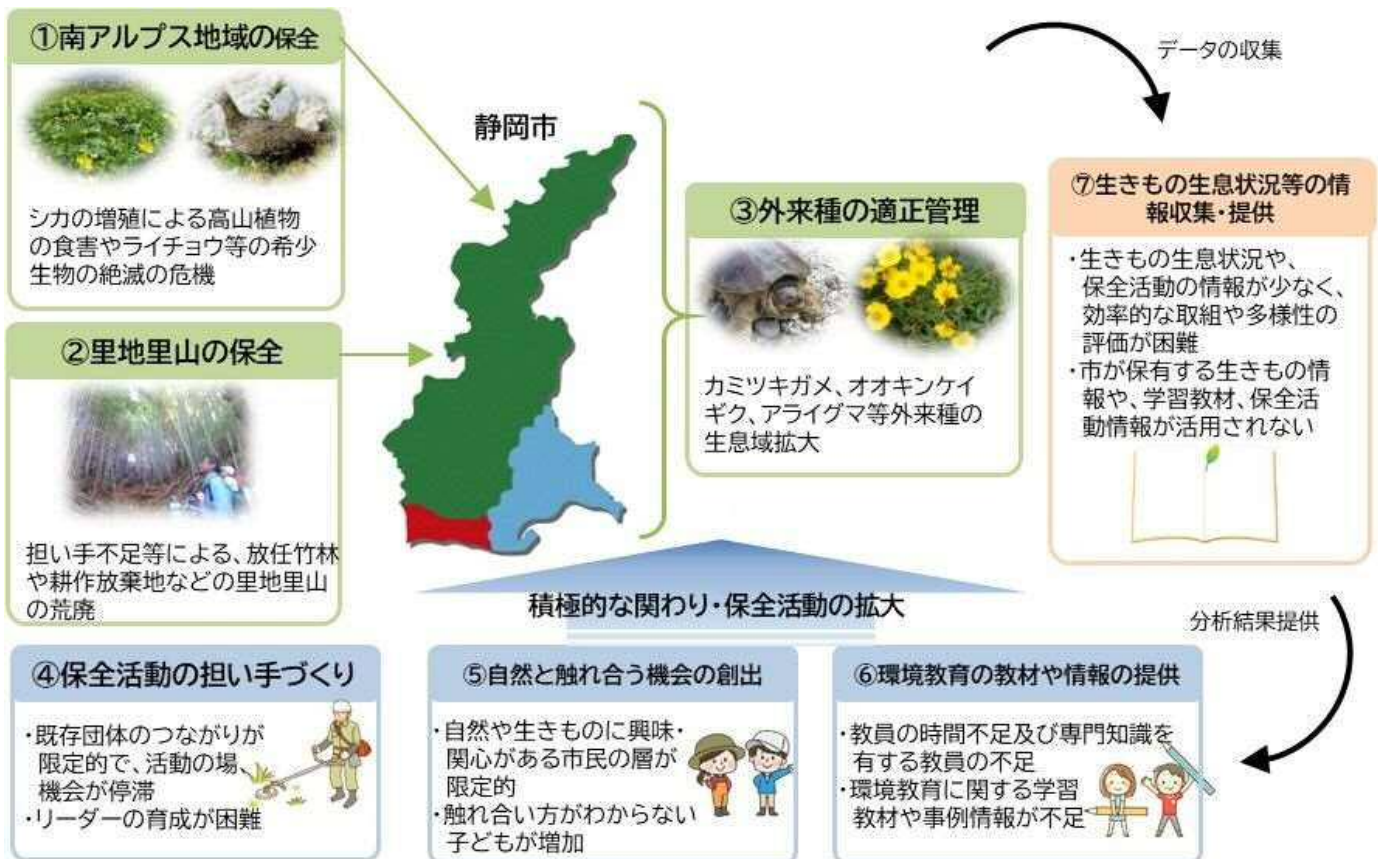 ①南アルプス地域の保全
シカの増殖による高山植物
の食害やライチョウ等の希少
生物の絶滅の危機
②里地里山の保全
担い手不足等による、放任竹林
や耕作放棄地などの里地里山
の荒廃
静岡市
③外来種の適正管理
カミツキガメ、オオキンケイ
ギク、アライグマ等外来種の
生息域拡大
データの収集
⑦生きもの生息状況等の情
報収集・提供
・生きもの生息状況や、
保全活動の情報が少なく、
効率的な取組や多様性の
評価が困難
・市が保有する生きもの情
報や、学習教材、保全活
動情報が活用されない
積極的な関わり・保全活動の拡大
分析結果提供
④保全活動の担い手づくり
・既存団体のつながりが
限定的で、活動の場、
機会が停滞
・リーダーの育成が困難
⑤自然と触れ合う機会の創出
・自然や生きものに興味・
関心がある市民の層が
限定的
・触れ合い方がわからない
子どもが増加
⑥環境教育の教材や情報の提供
・教員の時間不足及び専門知識を
有する教員の不足
・環境教育に関する学習
教材や事例情報が不足